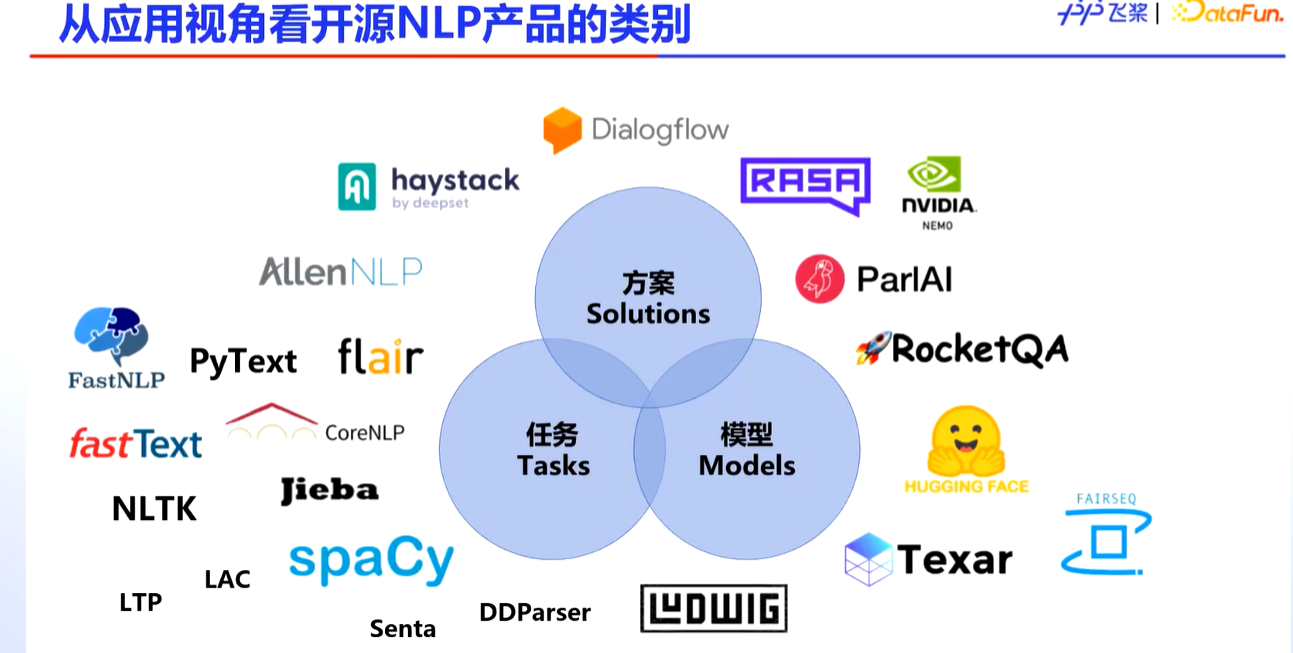 从应用视角看开源NLP产品的类别
飞桨 | DataFun.
Dialogflow
haystack
by deepset
RASA
NVIDIA.
NEMO
AllenNLP
方案
Solutions
ParlAI
FastNLP
PyText
flair
RocketQA
fastText
CoreNLP
任务
Tasks
模型
Models
HUGGING FACE
Jieba
NLTK
FAIRSEQ
spaCy
Texar
LAC
LTP
Senta
DDParser
LUDWIG